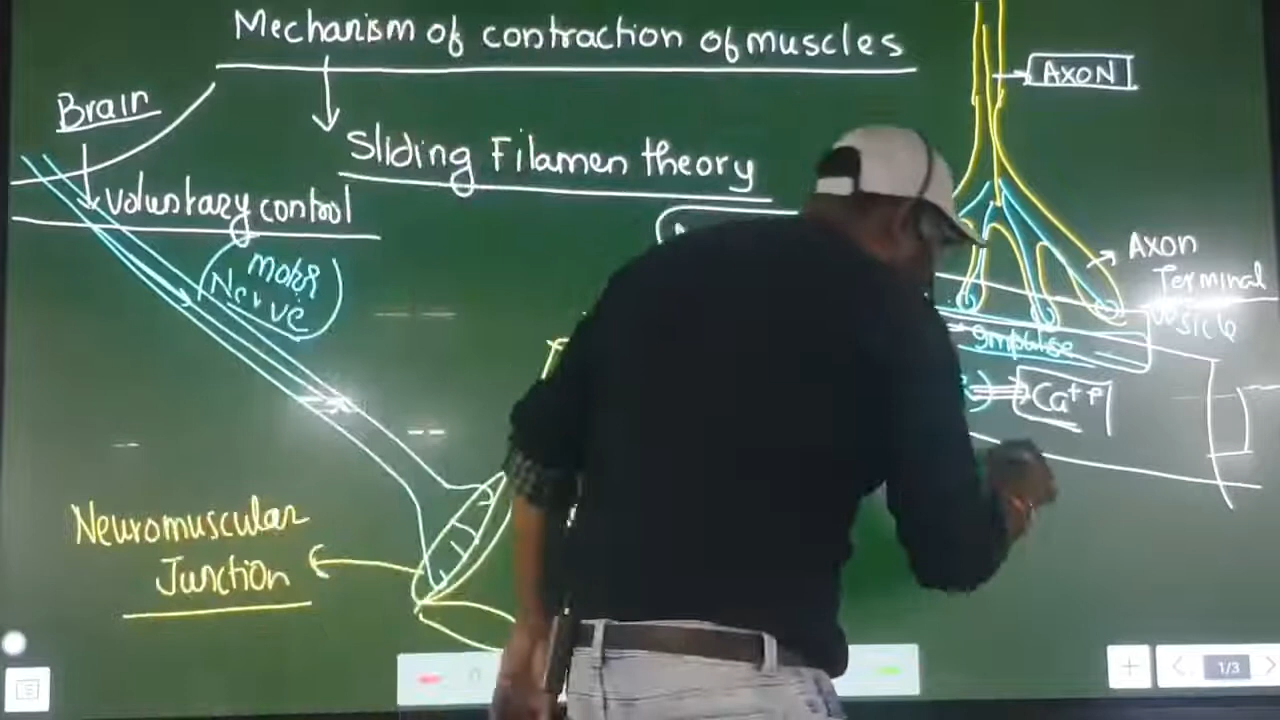 Mechanism of contraction of muscles
AXON
Brain
Sliding Filamen theory
Voluntary control
Motor
Nerve
Axon
Terminal
Vesicle
Impulse
Ca++
Neuromuscular
Junction
1/3